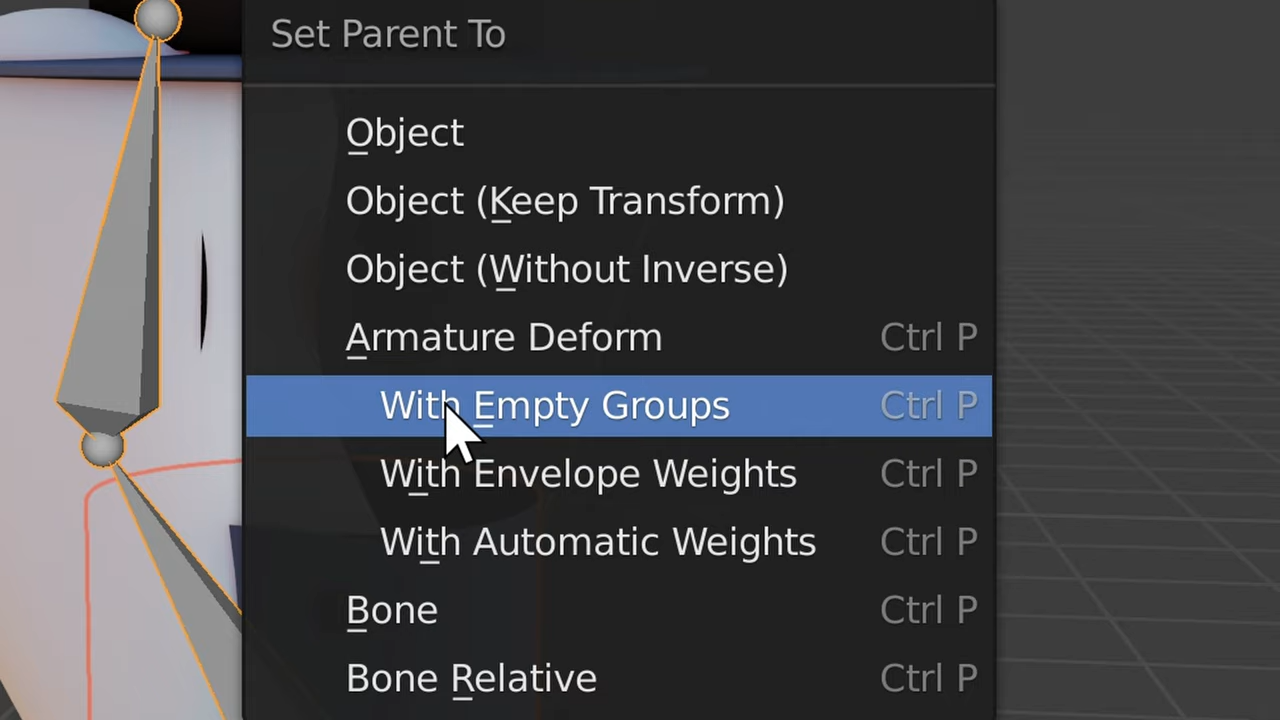 Set Parent To
Object
Object (Keep Transform)
Object (Without Inverse)
Armature Deform Ctrl P
With Empty Groups Ctrl P
With Envelope Weights Ctrl P
With Automatic Weights Ctrl P
Bone Ctrl P
Bone Relative Ctrl P